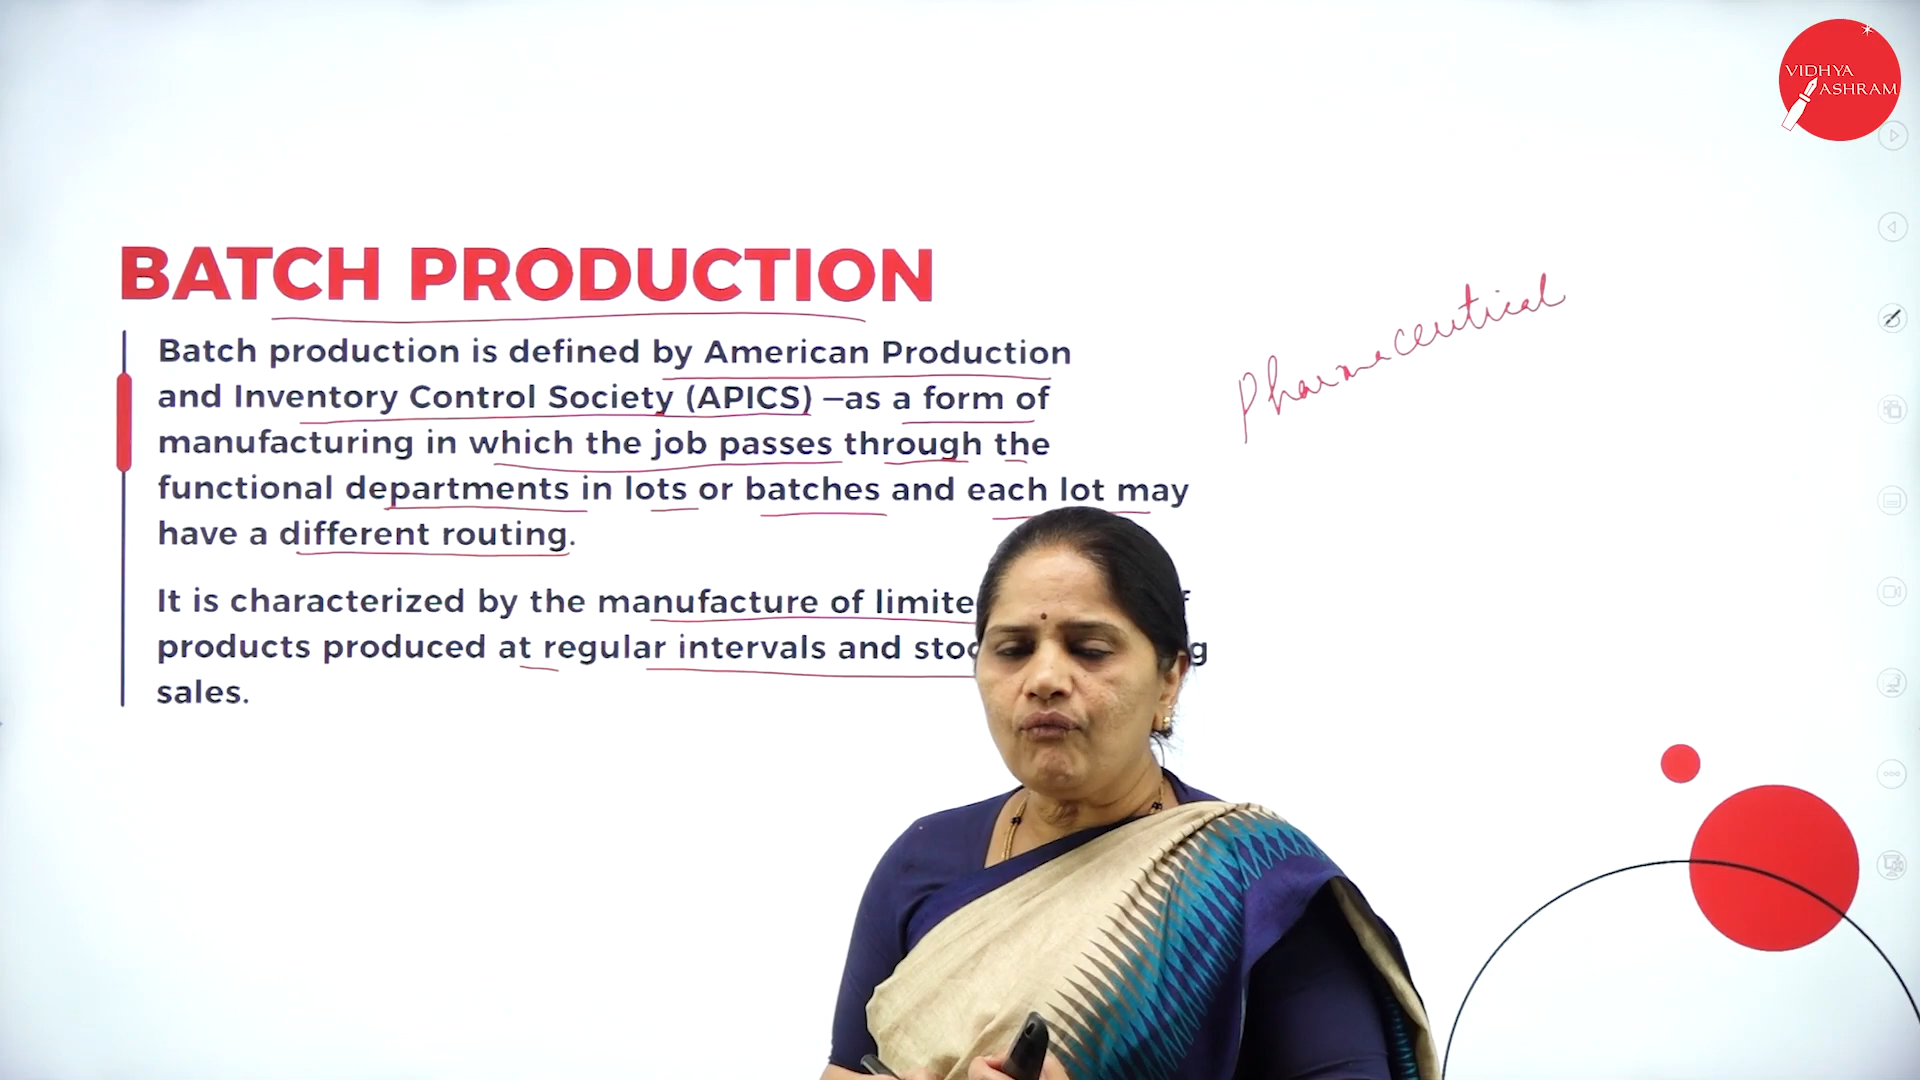 VIDHYA
ASHRAM
BATCH PRODUCTION
Pharmaceutical
Batch production is defined by American Production
and Inventory Control Society (APICS) –as a form of
manufacturing in which the job passes through the
functional departments in lots or batches and each lot may
have a different routing.
It is characterized by the manufacture of
products produced at regular intervals and
sales.